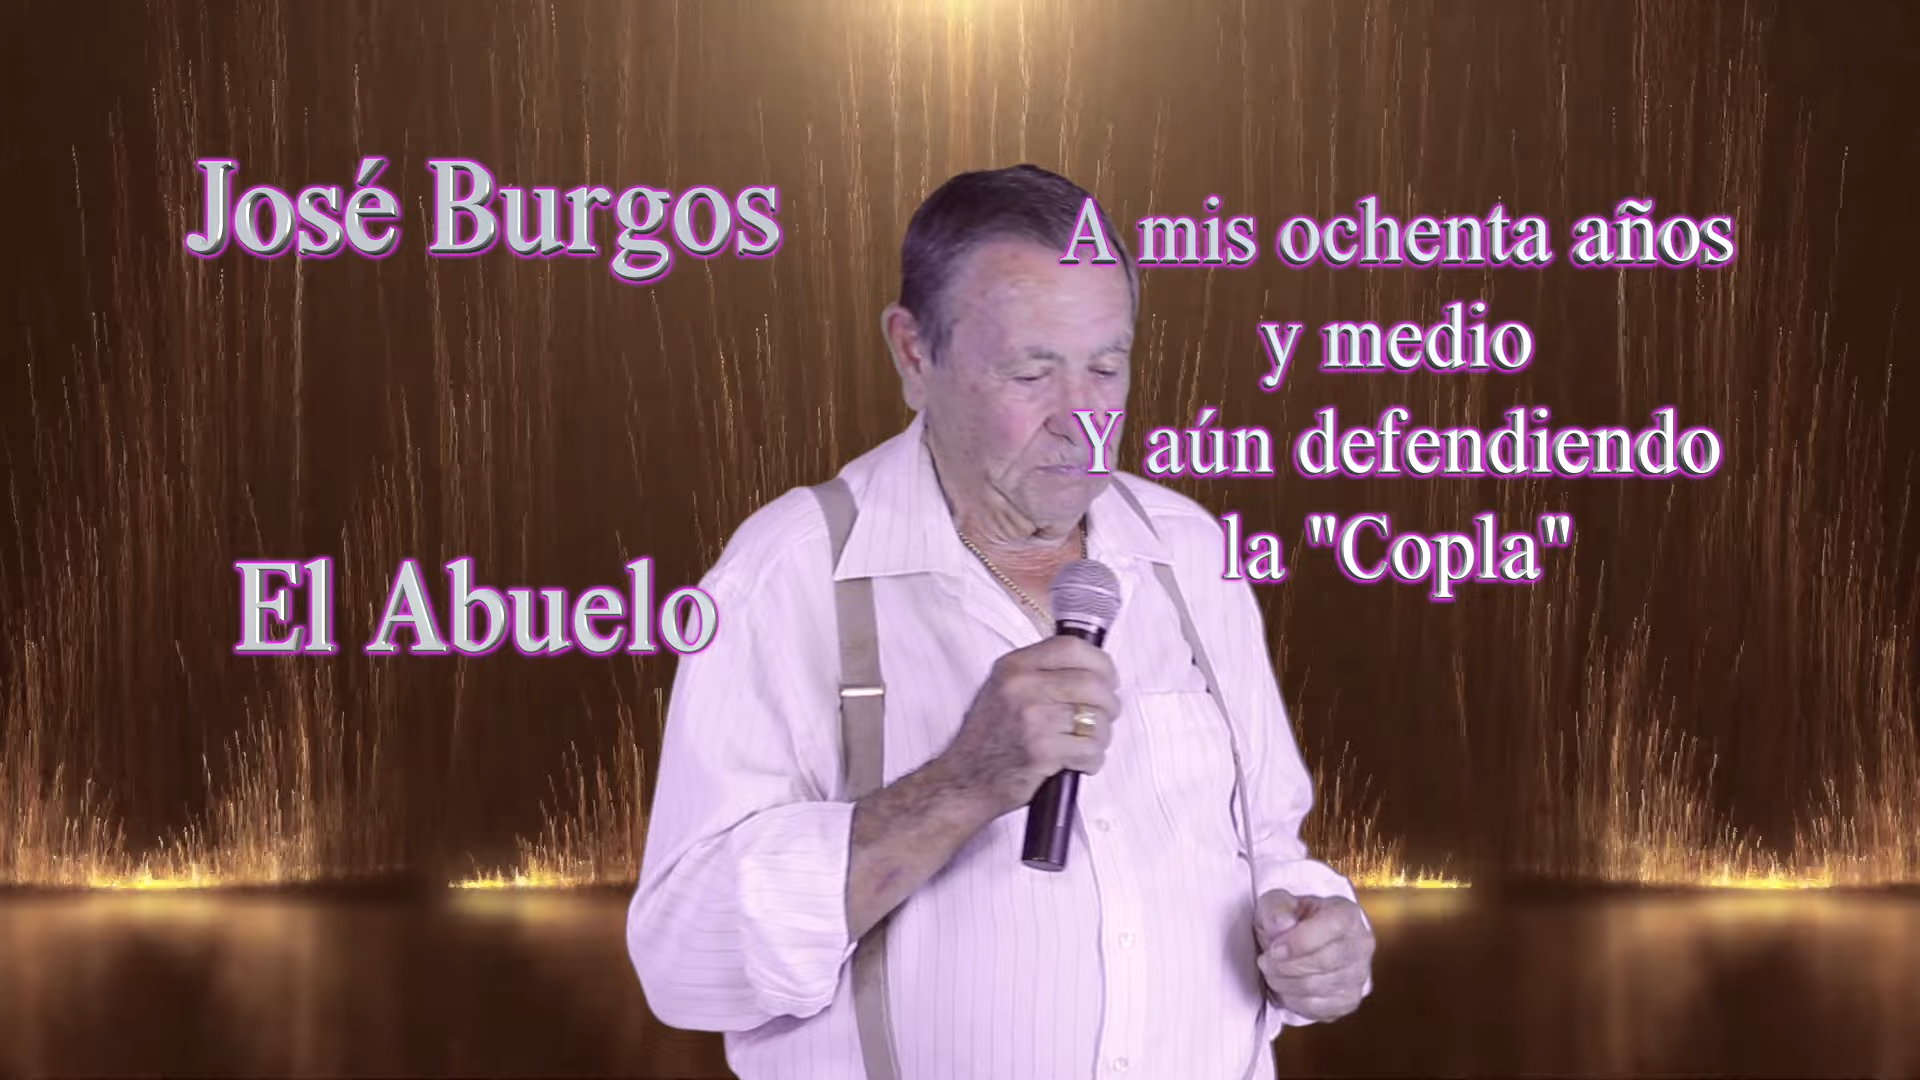 José Burgos
El Abuelo
A mis ochenta años
y medio
Y aún defendiendo
la "Copla"